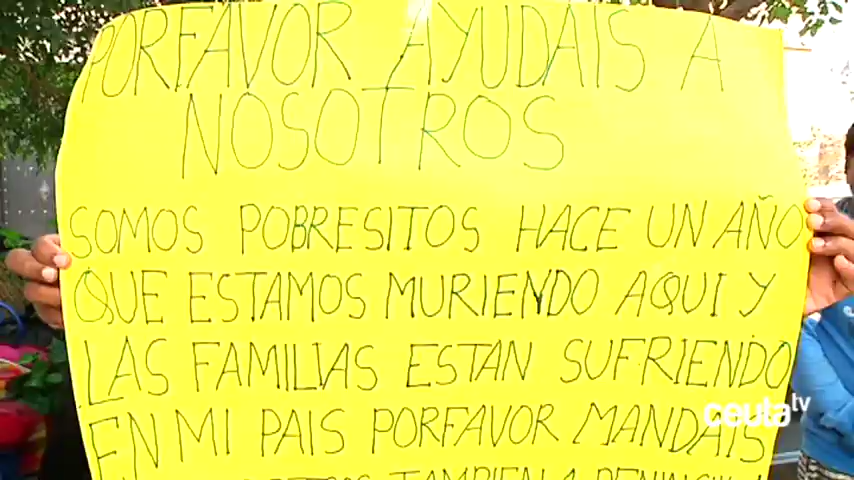 PORFAVOR AYUDAIS A
NOSOTROS
SOMOS POBRESITOS HACE UN AÑO
QUE ESTAMOS MURIENDO AQUI Y
LAS FAMILIAS ESTAN SUFRIENDO
EN MI PAIS PORFAVOR MANDAIS
TAMBIEN A
ceuta tv